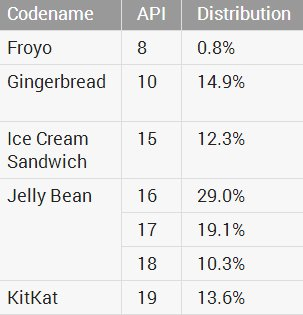 Codename API Distribution
Froyo 8 0.8%
Gingerbread 10 14.9%
Ice Cream
Sandwich 15 12.3%
Jelly Bean 16 29.0%
17 19.1%
18 10.3%
KitKat 19 13.6%